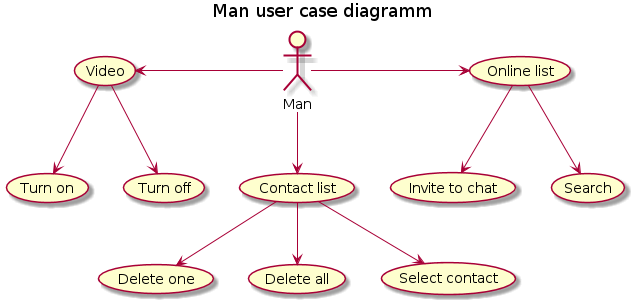 Man user case diagramm
Video
Online list
Man
Turn on
Turn off
Contact list
Invite to chat
Search
Delete one
Delete all
Select contact